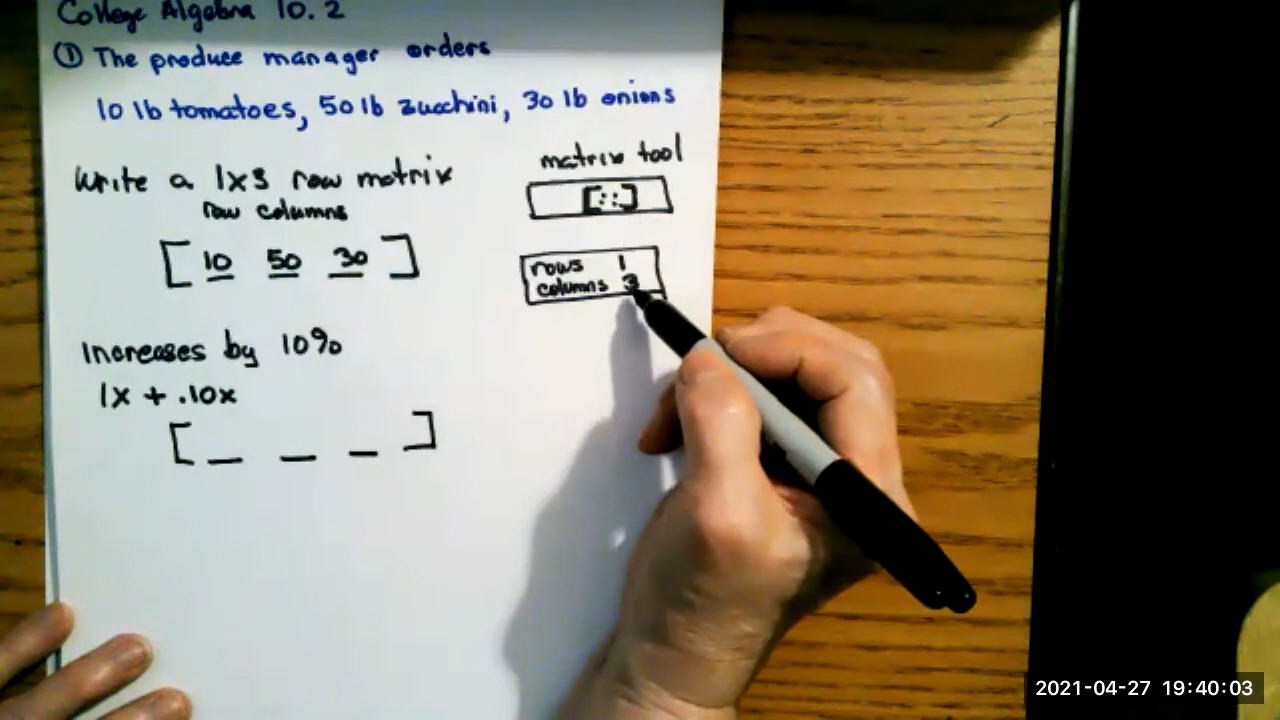 College Algebra 10.2
① The produce manager orders
10 lb tomatoes, 50 lb zucchini, 30 lb onions
Write a 1x3 row matrix
row columns
[ 10 50 30 ]
matrix tool
[::]
rows 1
columns 3
Increases by 10%
1x + .10x
[ _ _ _ ]
2021-04-27 19:40:03